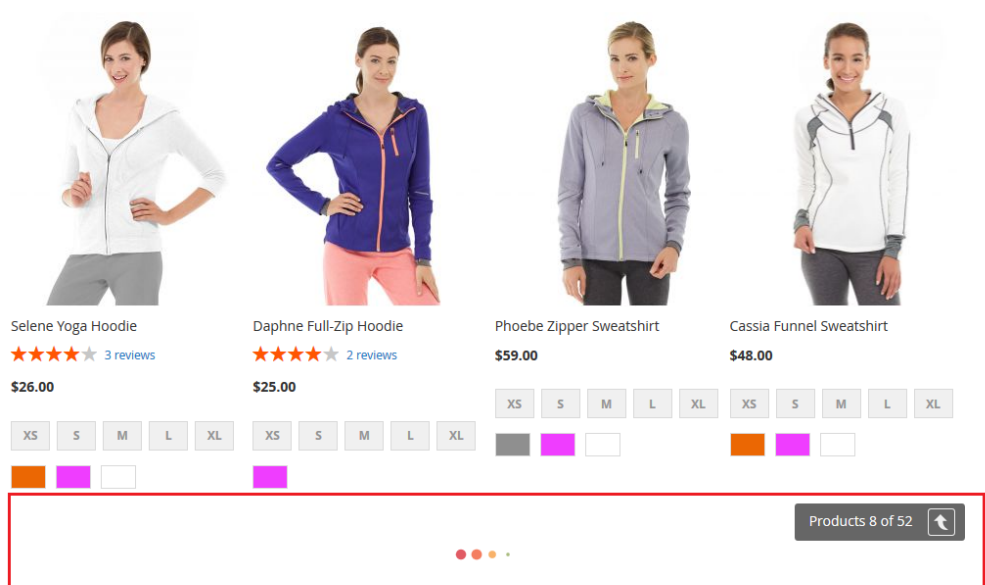 Selene Yoga Hoodie
3 reviews
$26.00
XS S M L XL
Daphne Full-Zip Hoodie
2 reviews
$25.00
XS S M L XL
Phoebe Zipper Sweatshirt
$59.00
XS S M L XL
Cassia Funnel Sweatshirt
$48.00
XS S M L XL
Products 8 of 52